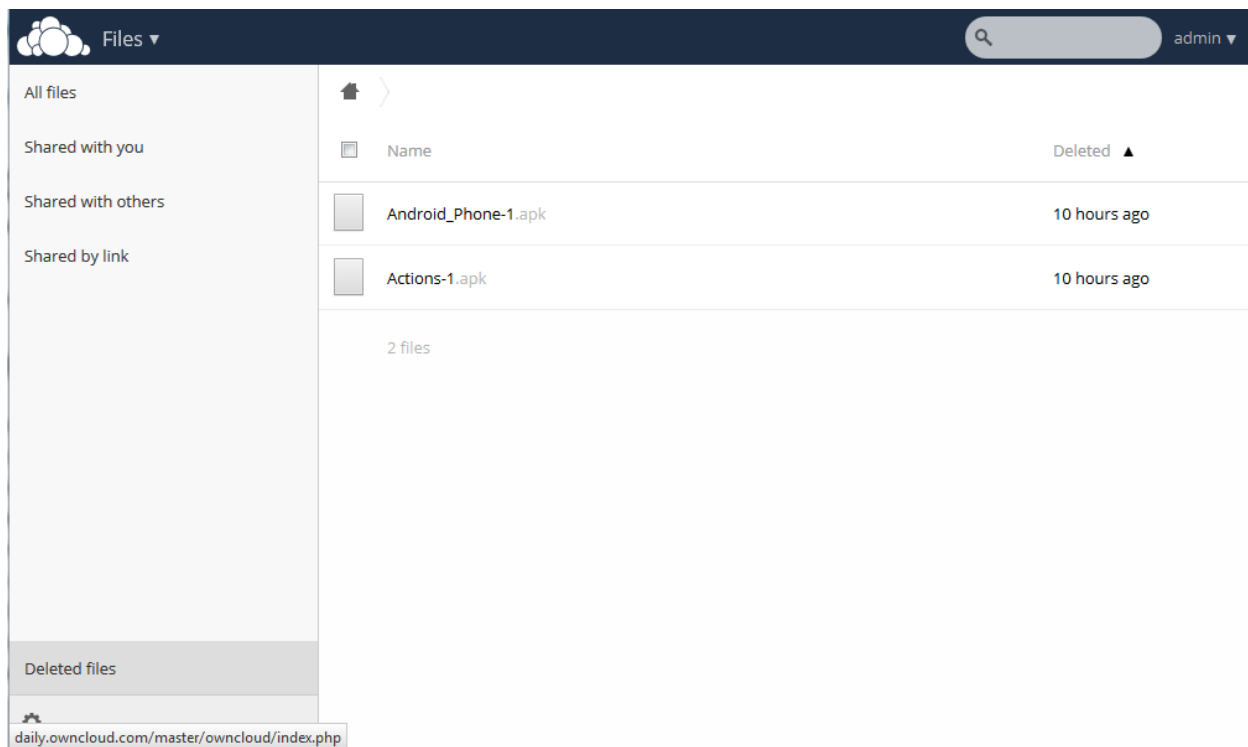 Files ▾
admin ▾
All files
Shared with you
Shared with others
Shared by link
Name
Deleted ▲
Android_Phone-1.apk
10 hours ago
Actions-1.apk
10 hours ago
2 files
Deleted files
daily.owncloud.com/master/owncloud/index.php